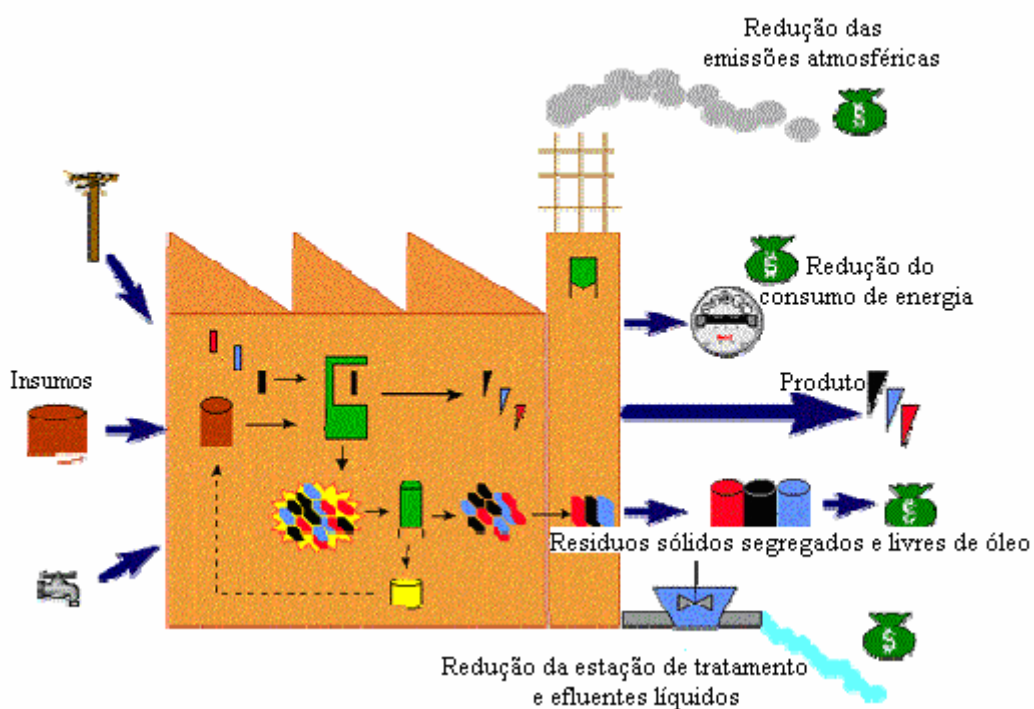 Redução das
emissões atmosféricas
$
$
Redução do
consumo de energia
Insumos
Produto
$
Residuos sólidos segregados e livres de óleo
$
Redução da estação de tratamento
e efluentes líquidos